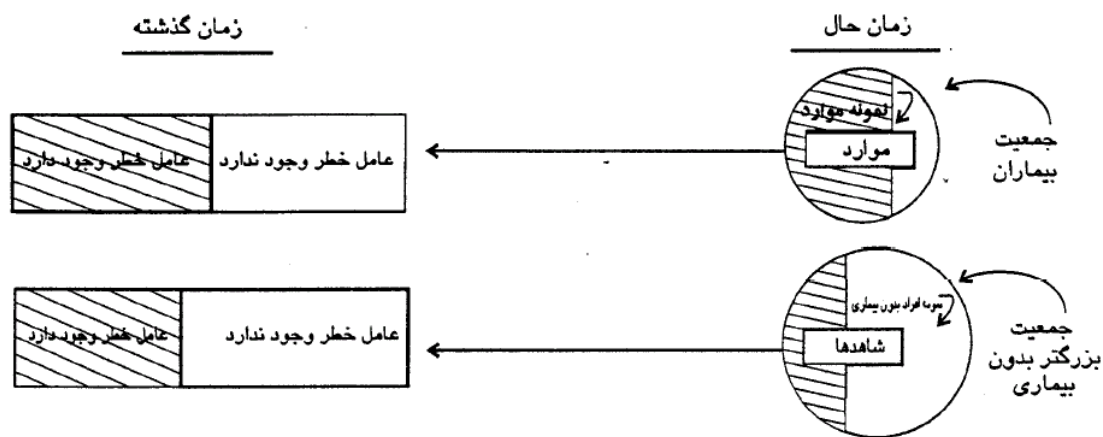 زمان حال
زمان گذشته
نمونه موارد
موارد
جمعیت
بیماران
عامل خطر وجود ندارد
عامل خطر وجود دارد
نمونه افراد بدون بیماری
شاهدها
جمعیت
بزرگتر بدون
بیماری
عامل خطر وجود ندارد
عامل خطر وجود دارد